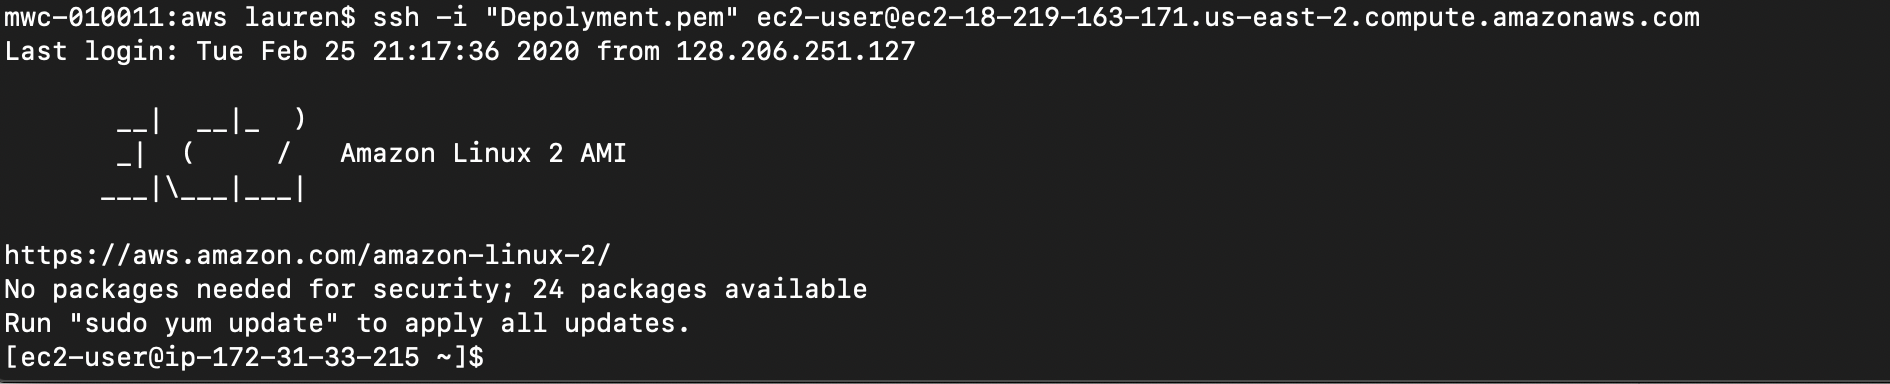 mwc-010011:aws lauren$ ssh -i "Depolyment.pem" ec2-user@ec2-18-219-163-171.us-east-2.compute.amazonaws.com
Last login: Tue Feb 25 21:17:36 2020 from 128.206.251.127
       __|  __|_  )
       _|  (     /   Amazon Linux 2 AMI
      ___|\___|___|
https://aws.amazon.com/amazon-linux-2/
No packages needed for security; 24 packages available
Run "sudo yum update" to apply all updates.
[ec2-user@ip-172-31-33-215 ~]$